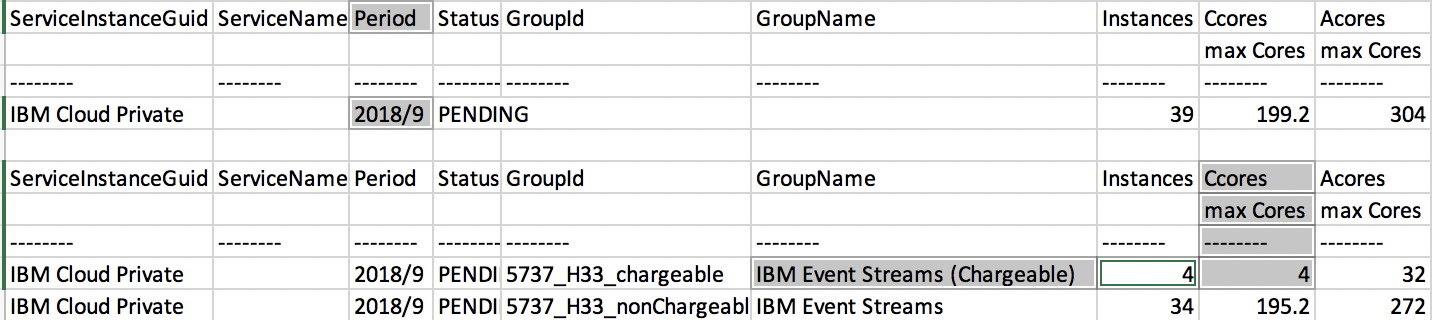 ServiceInstanceGuid ServiceName Period Status GroupId GroupName Instances Ccores Acores
max Cores max Cores
-------- -------- -------- -------- -------- -------- -------- -------- --------
IBM Cloud Private 2018/9 PENDING 39 199.2 304
ServiceInstanceGuid ServiceName Period Status GroupId GroupName Instances Ccores Acores
max Cores max Cores
-------- -------- -------- -------- -------- -------- -------- -------- --------
IBM Cloud Private 2018/9 PENDI 5737_H33_chargeable IBM Event Streams (Chargeable) 4 4 32
IBM Cloud Private 2018/9 PENDI 5737_H33_nonChargeabl IBM Event Streams 34 195.2 272